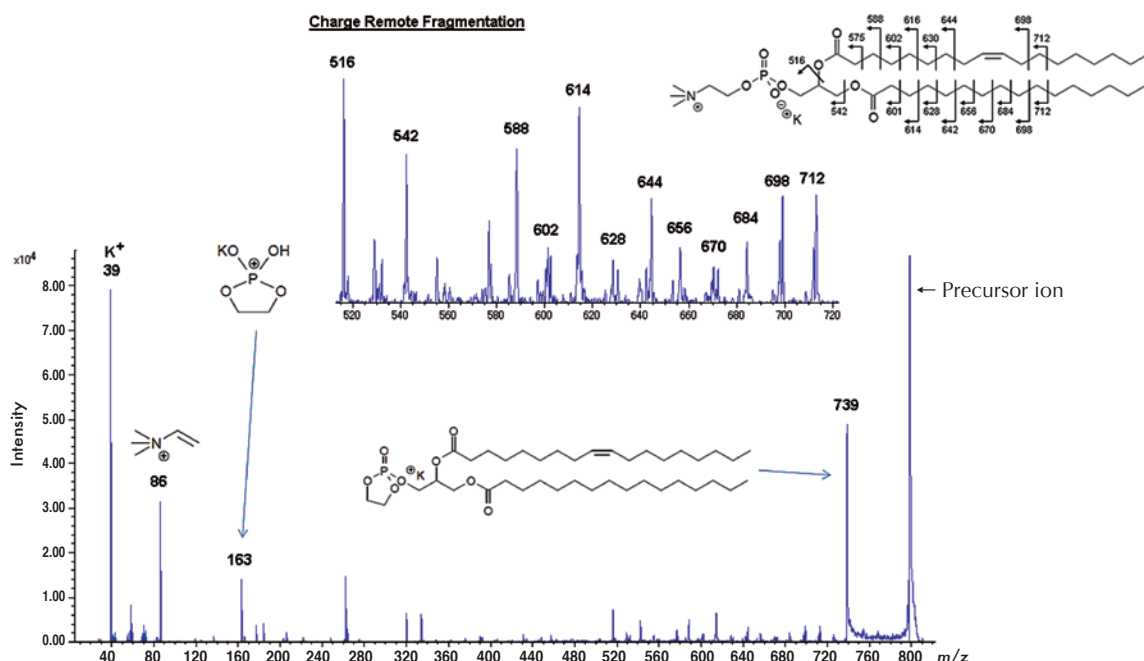 Charge Remote Fragmentation
516
542
588
602
614
628
644
656
670
684
698
712
520 540 560 580 600 620 640 660 680 700 720
588 616 644 698
575 602 630 712
516
O
O
O
P
O
O
O
N
⊕
O
⊖
⊕
K
O
O
542 601 628 656 684 712
614 642 670 698
K+
39
KO OH
⊕
P
O O
N
⊕
86
163
O
O
P
⊕
K
O
O
O
O
O
O
739
← Precursor ion
x10⁴
8.00
7.00
6.00
5.00
4.00
3.00
2.00
1.00
0.00
Intensity
40 80 120 160 200 240 280 320 360 400 440 480 520 560 600 640 680 720 760 800 m/z